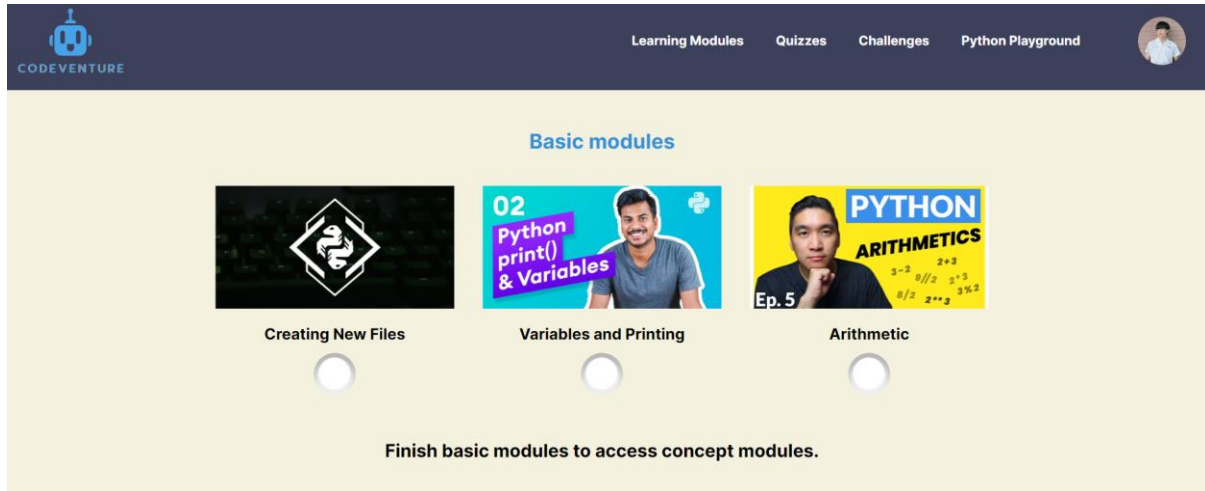 CODEVENTURE
Learning Modules Quizzes Challenges Python Playground
Basic modules
02
Python
print()
& Variables
PYTHON
ARITHMETICS
2+3
3-2 9//2 2*3
8/2 2**3 3%2
Ep. 5
Creating New Files Variables and Printing Arithmetic
Finish basic modules to access concept modules.